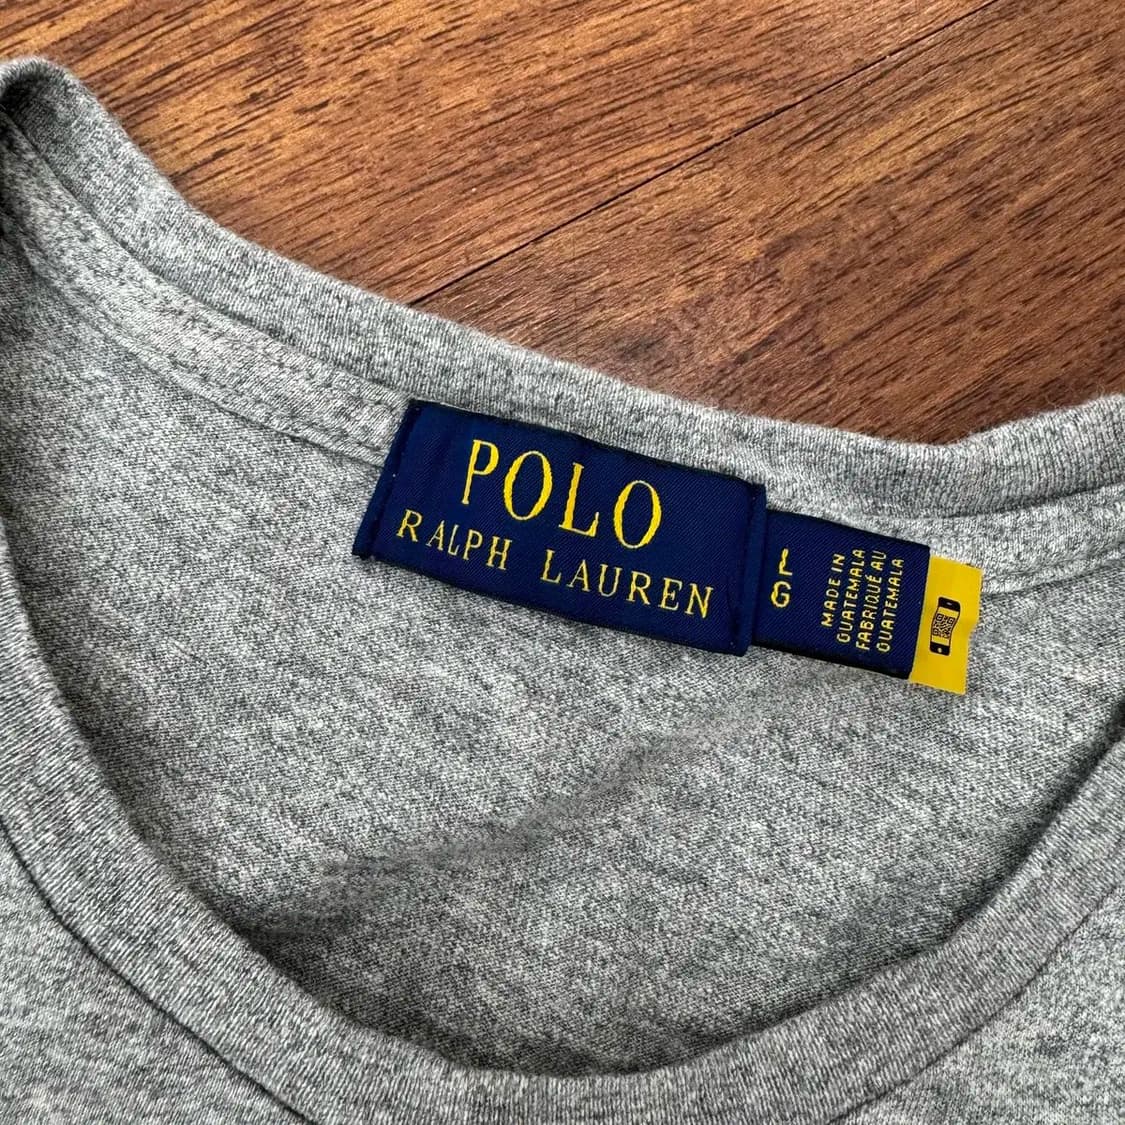 POLO
RALPH LAUREN
L
G
MADE IN
GUATEMALA
FABRIQUÉ AU
GUATEMALA